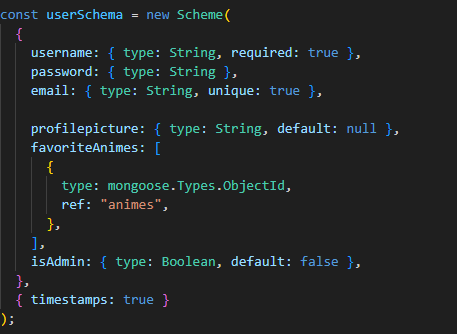 const userSchema = new Scheme(
{
username: { type: String, required: true },
password: { type: String },
email: { type: String, unique: true },
profilepicture: { type: String, default: null },
favoriteAnimes: [
{
type: mongoose.Types.ObjectId,
ref: "animes",
},
],
isAdmin: { type: Boolean, default: false },
},
{ timestamps: true }
);